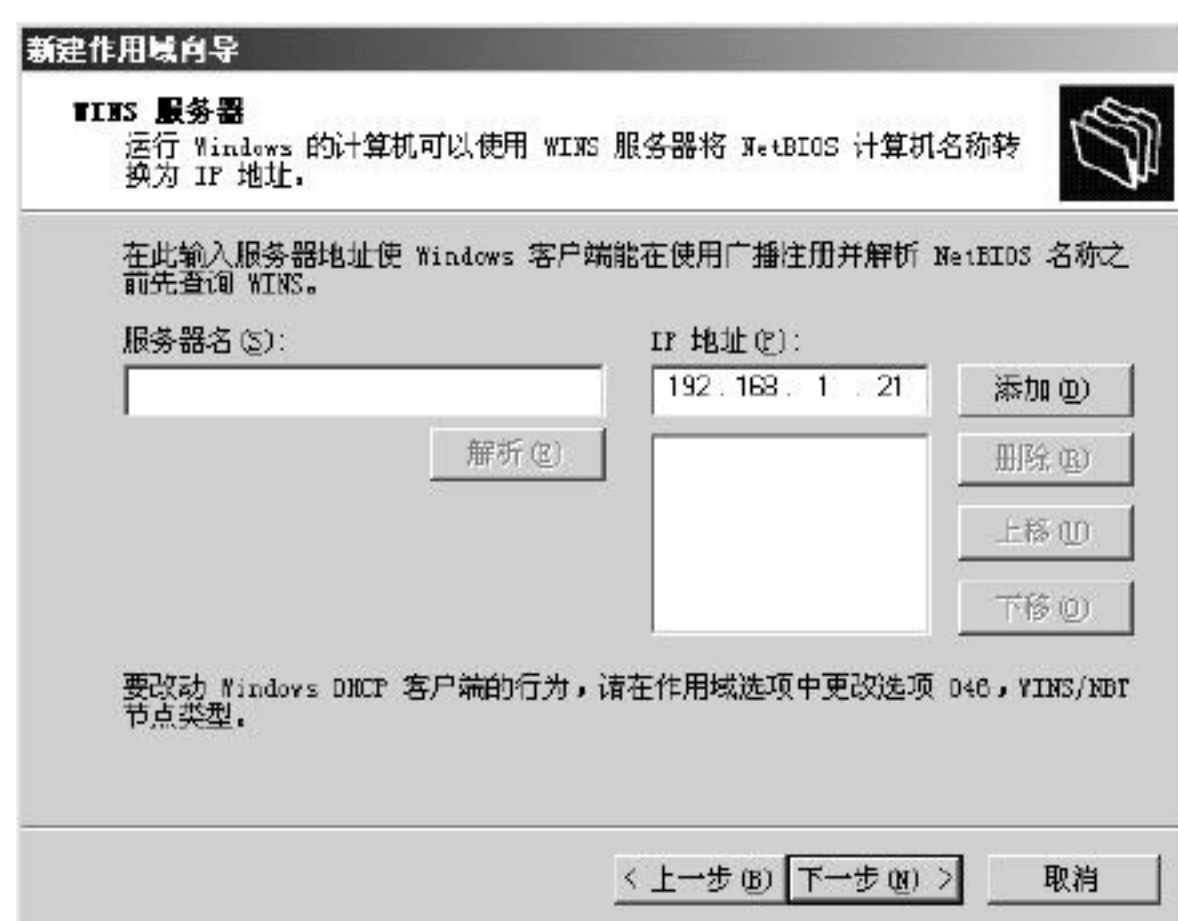 新建作用域向导
WINS 服务器
运行 Windows 的计算机可以使用 WINS 服务器将 NetBIOS 计算机名称转
换为 IP 地址。
在此输入服务器地址使 Windows 客户端能在使用广播注册并解析 NetBIOS 名称之
前先查询 WINS。
服务器名(S):
IP 地址(P):
192.168. 1 . 21
添加(D)
解析(E)
删除(R)
上移(U)
下移(O)
要改动 Windows DHCP 客户端的行为,请在作用域选项中更改选项 046,WINS/NBT
节点类型。
< 上一步(B)
下一步(N) >
取消